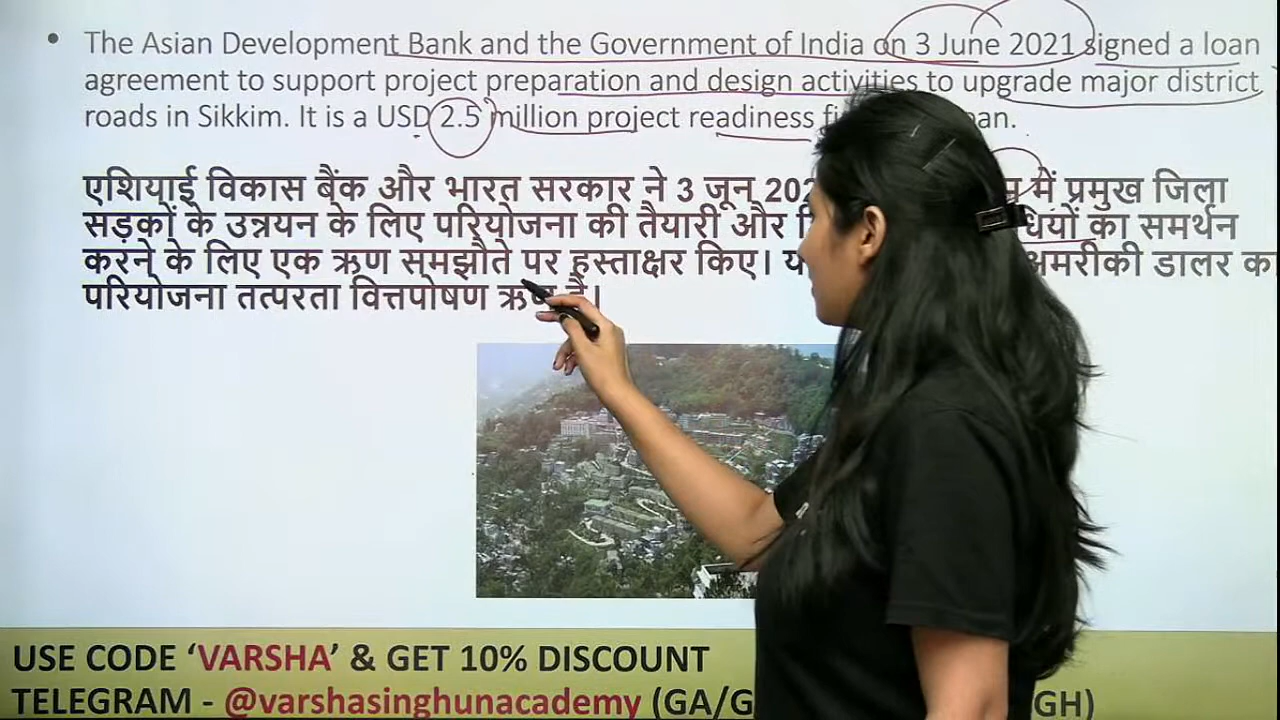 The Asian Development Bank and the Government of India on 3 June 2021 signed a loan
agreement to support project preparation and design activities to upgrade major district
roads in Sikkim. It is a USD 2.5 million project readiness
एशियाई विकास बैंक और भारत सरकार ने 3 जून में प्रमुख जिला
सड़कों के उन्नयन के लिए परियोजना की तैयारी और का समर्थन
करने के लिए एक ऋण समझौते पर हस्ताक्षर किए। अमरीकी डालर
परियोजना तत्परता वित्तपोषण ऋण है।
USE CODE ‘VARSHA’ & GET 10% DISCOUNT
TELEGRAM - @varshasinghunacademy